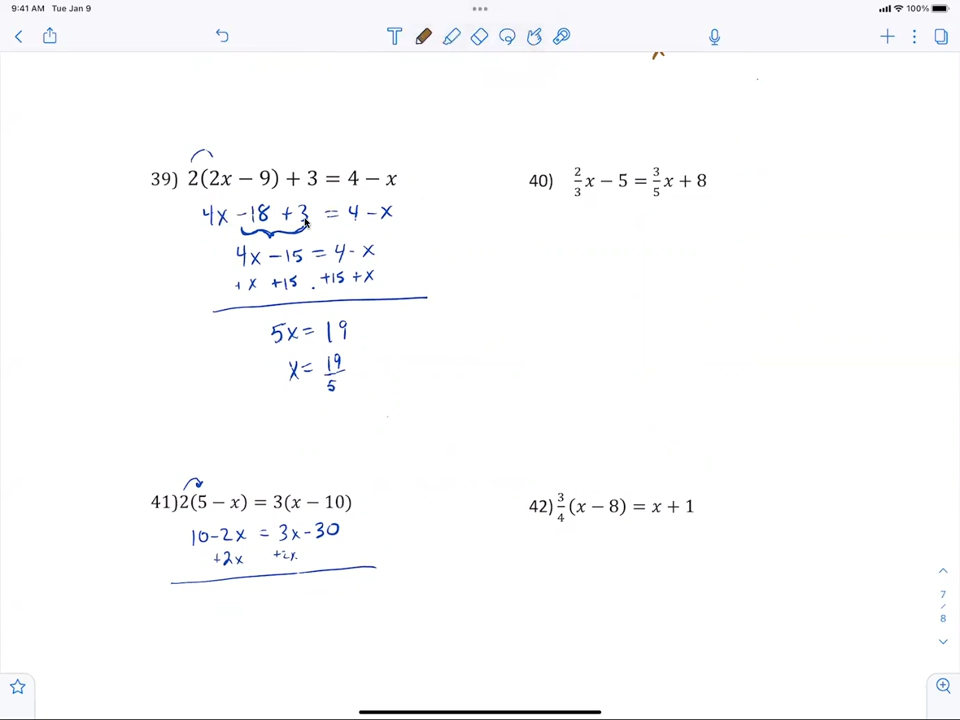 9:41 AM Tue Jan 9
100%
39) 2(2x − 9) + 3 = 4 − x
4x −18 +3 = 4 − x
4x − 15 = 4 - x
+ x +15 . +15 + x
5x = 19
x = 19/5
40) 2/3 x − 5 = 3/5 x + 8
41)2(5 − x) = 3(x − 10)
10 - 2x = 3x - 30
+2x +2x
42) 3/4 (x − 8) = x + 1
7
/
8